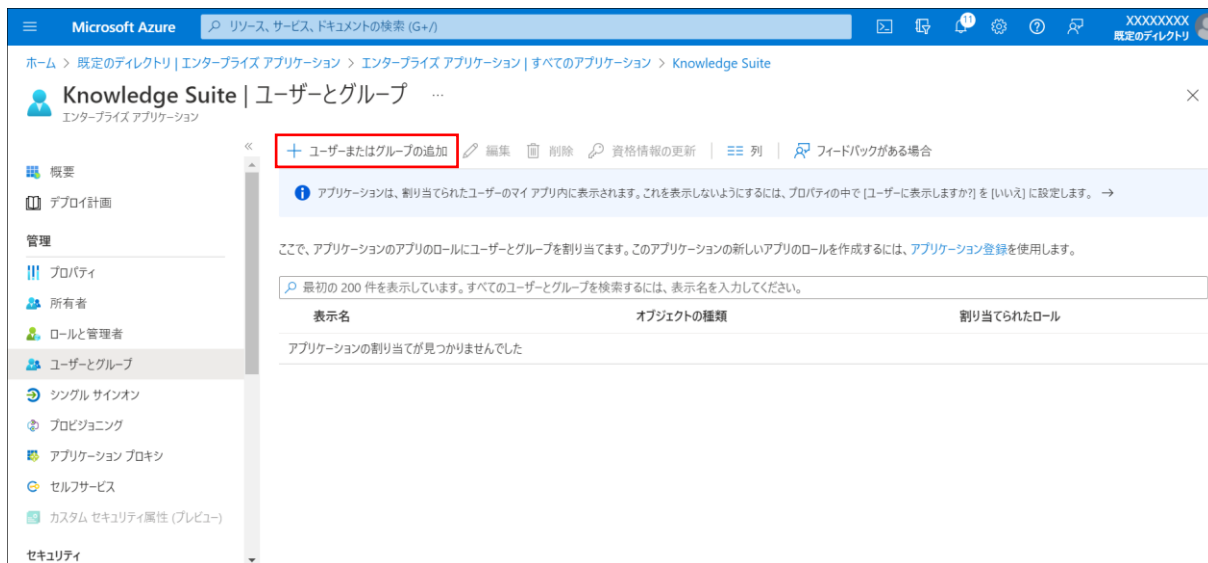 Microsoft Azure
リソース、サービス、ドキュメントの検索 (G+/)
11
XXXXXXXX
既定のディレクトリ
ホーム > 既定のディレクトリ | エンタープライズ アプリケーション > エンタープライズ アプリケーション | すべてのアプリケーション > Knowledge Suite
Knowledge Suite | ユーザーとグループ ...
エンタープライズ アプリケーション
概要
デプロイ計画
管理
プロパティ
所有者
ロールと管理者
ユーザーとグループ
シングル サインオン
プロビジョニング
アプリケーション プロキシ
セルフサービス
カスタム セキュリティ属性 (プレビュー)
セキュリティ
ユーザーまたはグループの追加 編集 削除 資格情報の更新 | 列 | フィードバックがある場合
アプリケーションは、割り当てられたユーザーのマイ アプリ内に表示されます。これを表示しないようにするには、プロパティの中で [ユーザーに表示しますか?] を [いいえ] に設定します。 →
ここで、アプリケーションのアプリのロールにユーザーとグループを割り当てます。このアプリケーションの新しいアプリのロールを作成するには、アプリケーション登録を使用します。
最初の 200 件を表示しています。すべてのユーザーとグループを検索するには、表示名を入力してください。
表示名 オブジェクトの種類 割り当てられたロール
アプリケーションの割り当てが見つかりませんでした